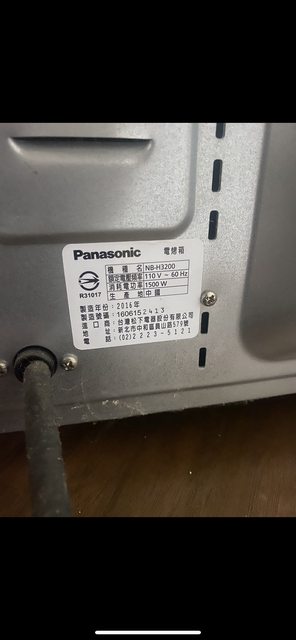 Panasonic 電烤箱
機種名 NB-H3200
額定電壓頻率 110 V ~ 60 Hz
消耗電功率 1500 W
生產地 中國
R31017
製造年份：2016年
製造號碼：1606152413
進口商：台灣松下電器股份有限公司
地址：新北市中和區員山路579號
電話：(02)2223-5121